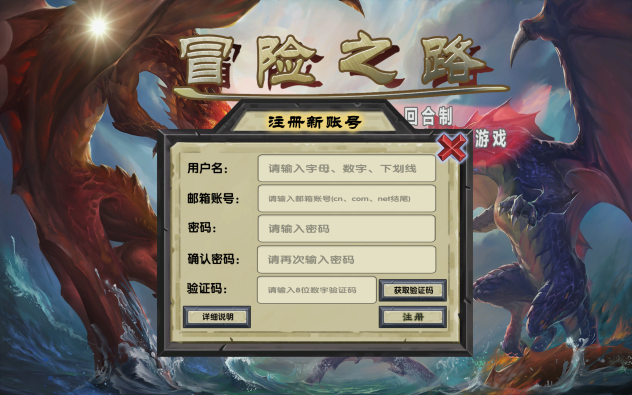 冒险之路
回合制
游戏
注册新账号
用户名：
请输入字母、数字、下划线
邮箱账号：
请输入邮箱账号(cn、com、net结尾)
密码：
请输入密码
确认密码：
请再次输入密码
验证码：
请输入8位数字验证码
获取验证码
详细说明
注册